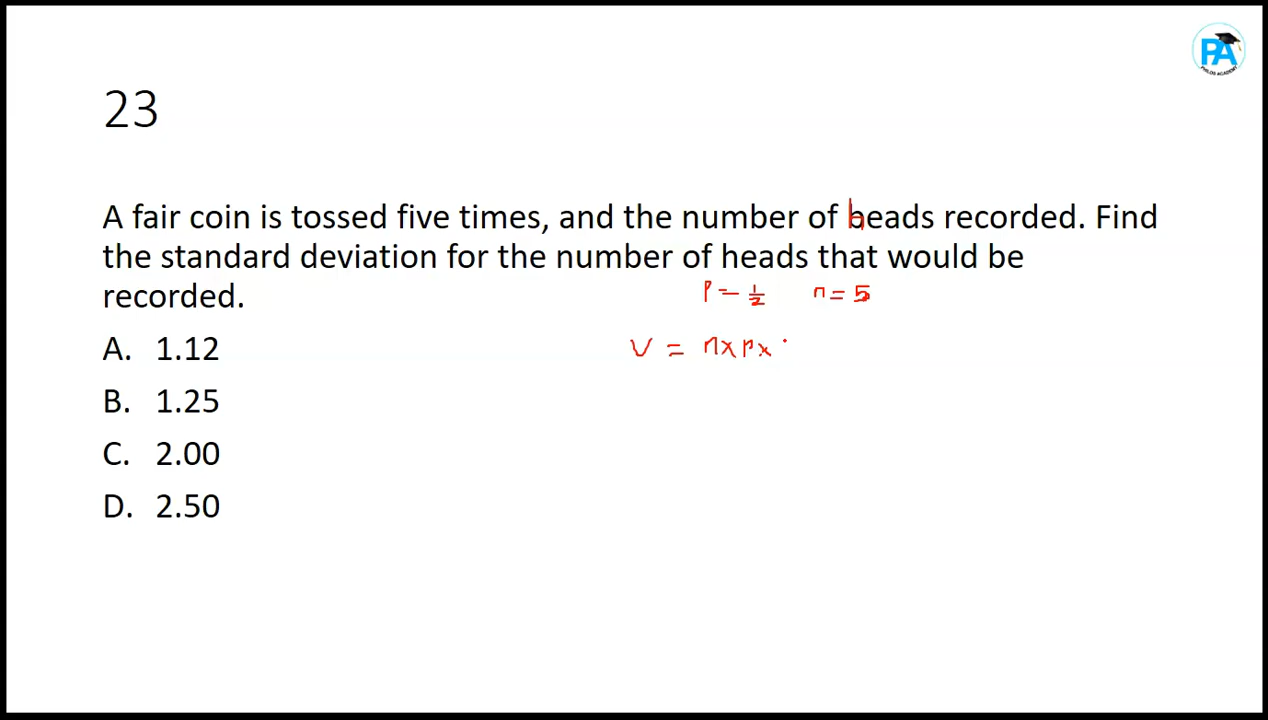 PA
PHILOS ACADEMY
23
A fair coin is tossed five times, and the number of heads recorded. Find
the standard deviation for the number of heads that would be
recorded.
P = 1/2 n = 5
A. 1.12
V = n x p x
B. 1.25
C. 2.00
D. 2.50